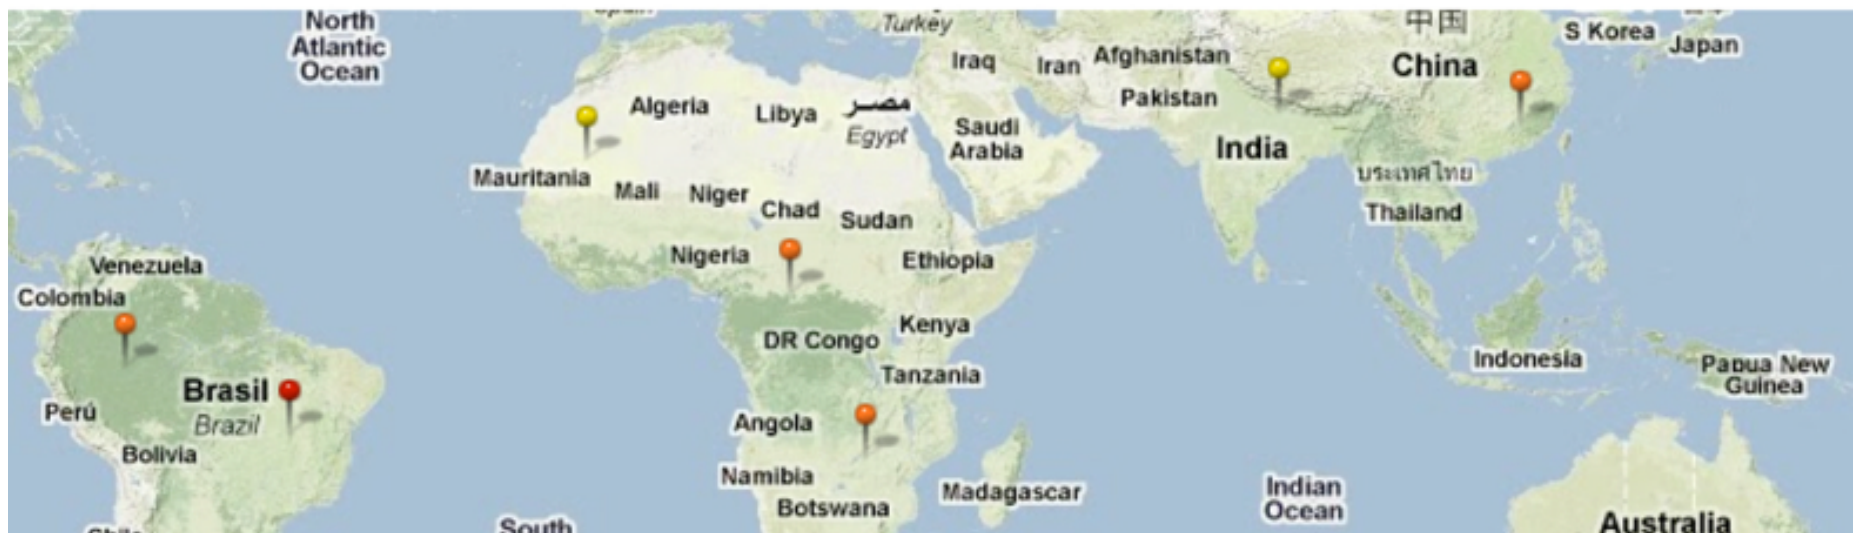 North
Atlantic
Ocean
Turkey
中国
S Korea
Japan
Iraq
Iran
Afghanistan
China
Algeria
Libya
مصر
Egypt
Pakistan
Saudi
Arabia
India
Mauritania
Mali
Niger
Chad
Sudan
ประเทศไทย
Thailand
Venezuela
Nigeria
Ethiopia
Colombia
Kenya
DR Congo
Indonesia
Papua New
Guinea
Tanzania
Brasil
Brazil
Perú
Angola
Bolivia
Namibia
Madagascar
Botswana
Indian
Ocean
South
Australia